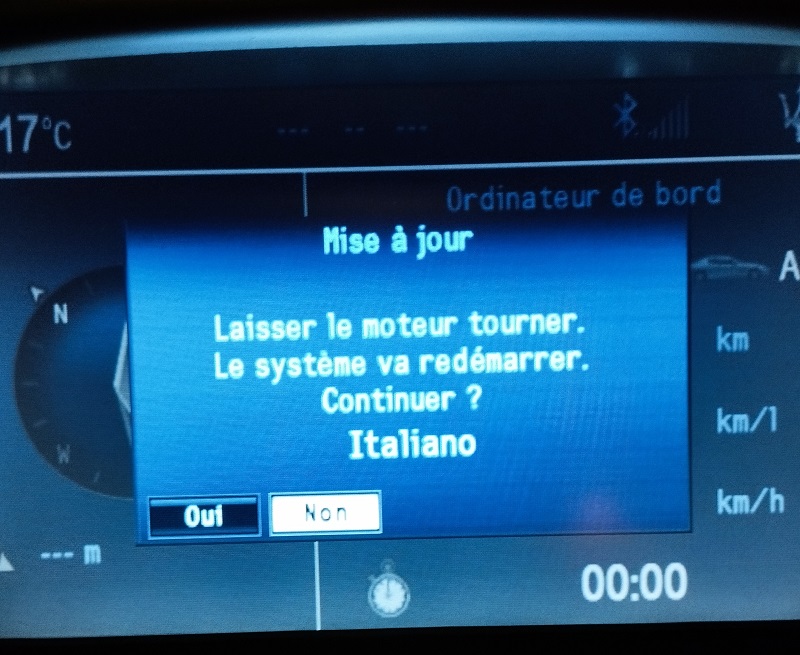 17°C
--- -- ---
Ordinateur de bord
Mise à jour
Laisser le moteur tourner.
Le système va redémarrer.
Continuer ?
Italiano
Oui
Non
N
W
A
km
km/l
km/h
--- m
00:00